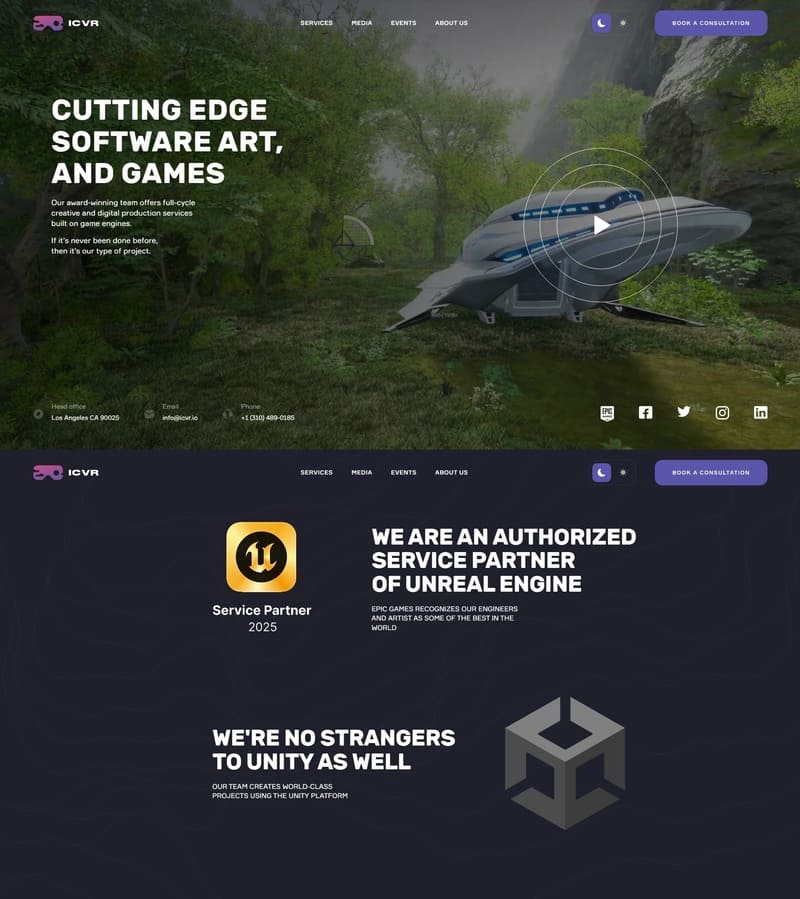 ICVR
SERVICES
MEDIA
EVENTS
ABOUT US
BOOK A CONSULTATION
CUTTING EDGE
SOFTWARE ART,
AND GAMES
Our award-winning team offers full-cycle
creative and digital production services
built on game engines.
If it's never been done before,
then it's our type of project.
Head office
Los Angeles CA 90025
Email
info@icvr.io
Phone
+1 (310) 489-0185
EPIC
GAMES
ICVR
SERVICES
MEDIA
EVENTS
ABOUT US
BOOK A CONSULTATION
Service Partner
2025
WE ARE AN AUTHORIZED
SERVICE PARTNER
OF UNREAL ENGINE
EPIC GAMES RECOGNIZES OUR ENGINEERS
AND ARTIST AS SOME OF THE BEST IN THE
WORLD
WE'RE NO STRANGERS
TO UNITY AS WELL
OUR TEAM CREATES WORLD-CLASS
PROJECTS USING THE UNITY PLATFORM